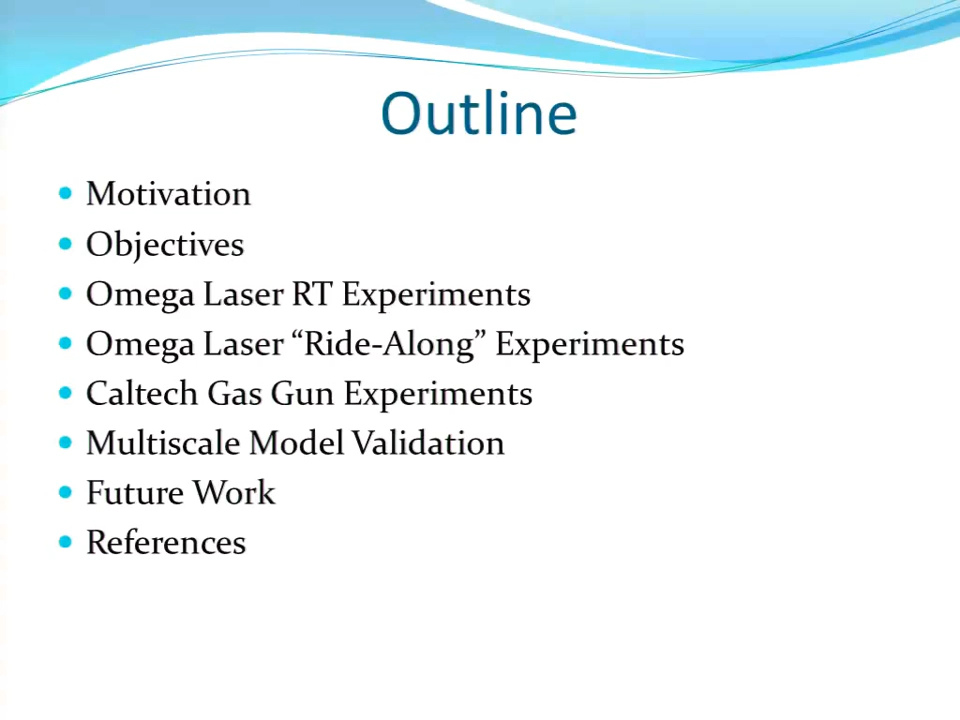 Outline
• Motivation
• Objectives
• Omega Laser RT Experiments
• Omega Laser “Ride-Along” Experiments
• Caltech Gas Gun Experiments
• Multiscale Model Validation
• Future Work
• References